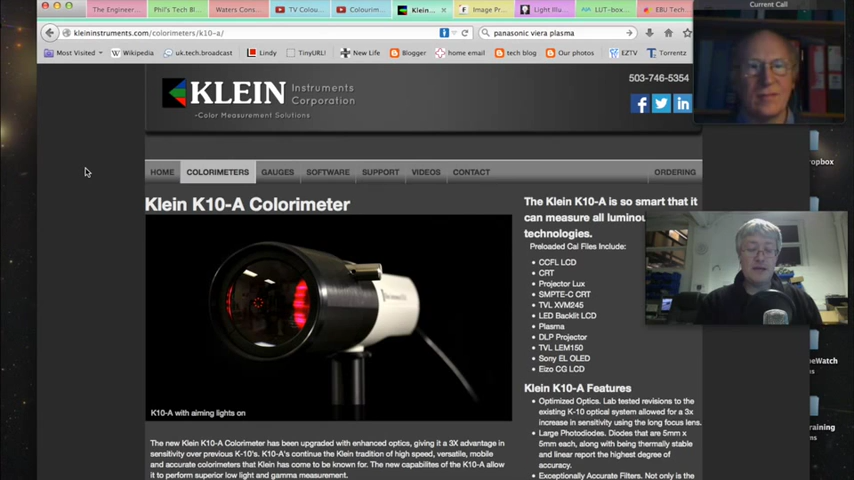 Current Call
The Engineer...
Phil's Tech Bl...
Waters Cons...
TV Colou...
Colourim...
Klein...
Image Pr...
Light Illu...
LUT-box...
EBU Tech
kleininstruments.com/colorimeters/k10-a/
panasonic viera plasma
Most Visited
Wikipedia
uk.tech.broadcast
Lindy
TinyURL!
New Life
Blogger
home email
tech blog
Our photos
EZTV
Torrentz
KLEIN Instruments Corporation
-Color Measurement Solutions
503-746-5354
HOME COLORIMETERS GAUGES SOFTWARE SUPPORT VIDEOS CONTACT ORDERING
Klein K10-A Colorimeter
K10-A with aiming lights on
The new Klein K10-A Colorimeter has been upgraded with enhanced optics, giving it a 3X advantage in
sensitivity over previous K-10's. K10-A's continue the Klein tradition of high speed, versatile, mobile
and accurate colorimeters that Klein has come to be known for. The new capabilites of the K10-A allow
it to perform superior low light and gamma measurement.
The Klein K10-A is so smart that it
can measure all
technologies.
Preloaded Cal Files Include:
CCFL LCD
CRT
Projector Lux
SMPTE-C CRT
TVL XVM245
LED Backlit LCD
Plasma
DLP Projector
TVL LEM150
Sony EL OLED
Eizo CG LCD
Klein K10-A Features
Optimized Optics. Lab tested revisions to the
existing K-10 optical system allowed for a 3x
increase in sensitivity using the long focus lens.
Large Photodiodes. Diodes that are 5mm x
5mm each, along with being thermally stable
and linear report the highest degree of
accuracy.
Exceptionally Accurate Filters. Not only is the